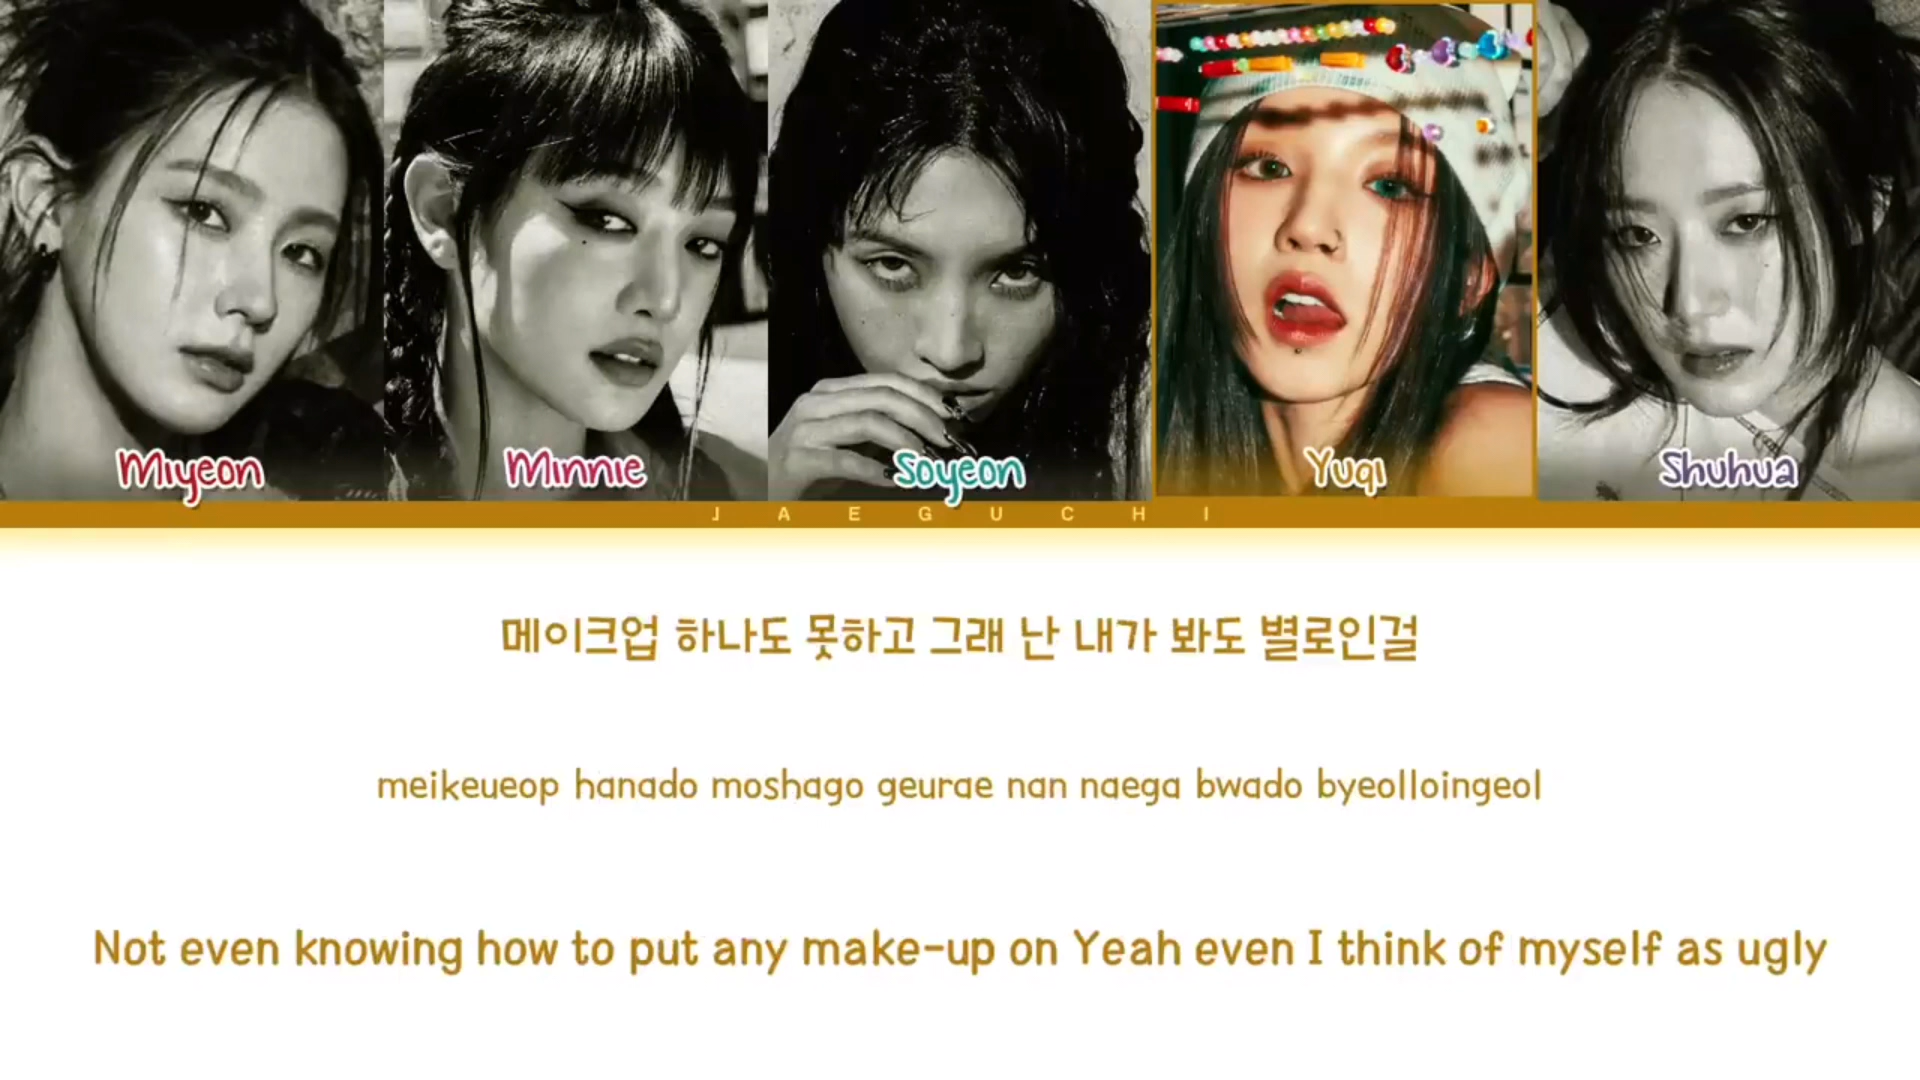 Miyeon
Minnie
Soyeon
Yuqi
Shuhua
JAEGUCHI
메이크업 하나도 못하고 그래 난 내가 봐도 별로인걸
meikeueop hanado moshago geurae nan naega bwado byeolloingeol
Not even knowing how to put any make-up on Yeah even I think of myself as ugly